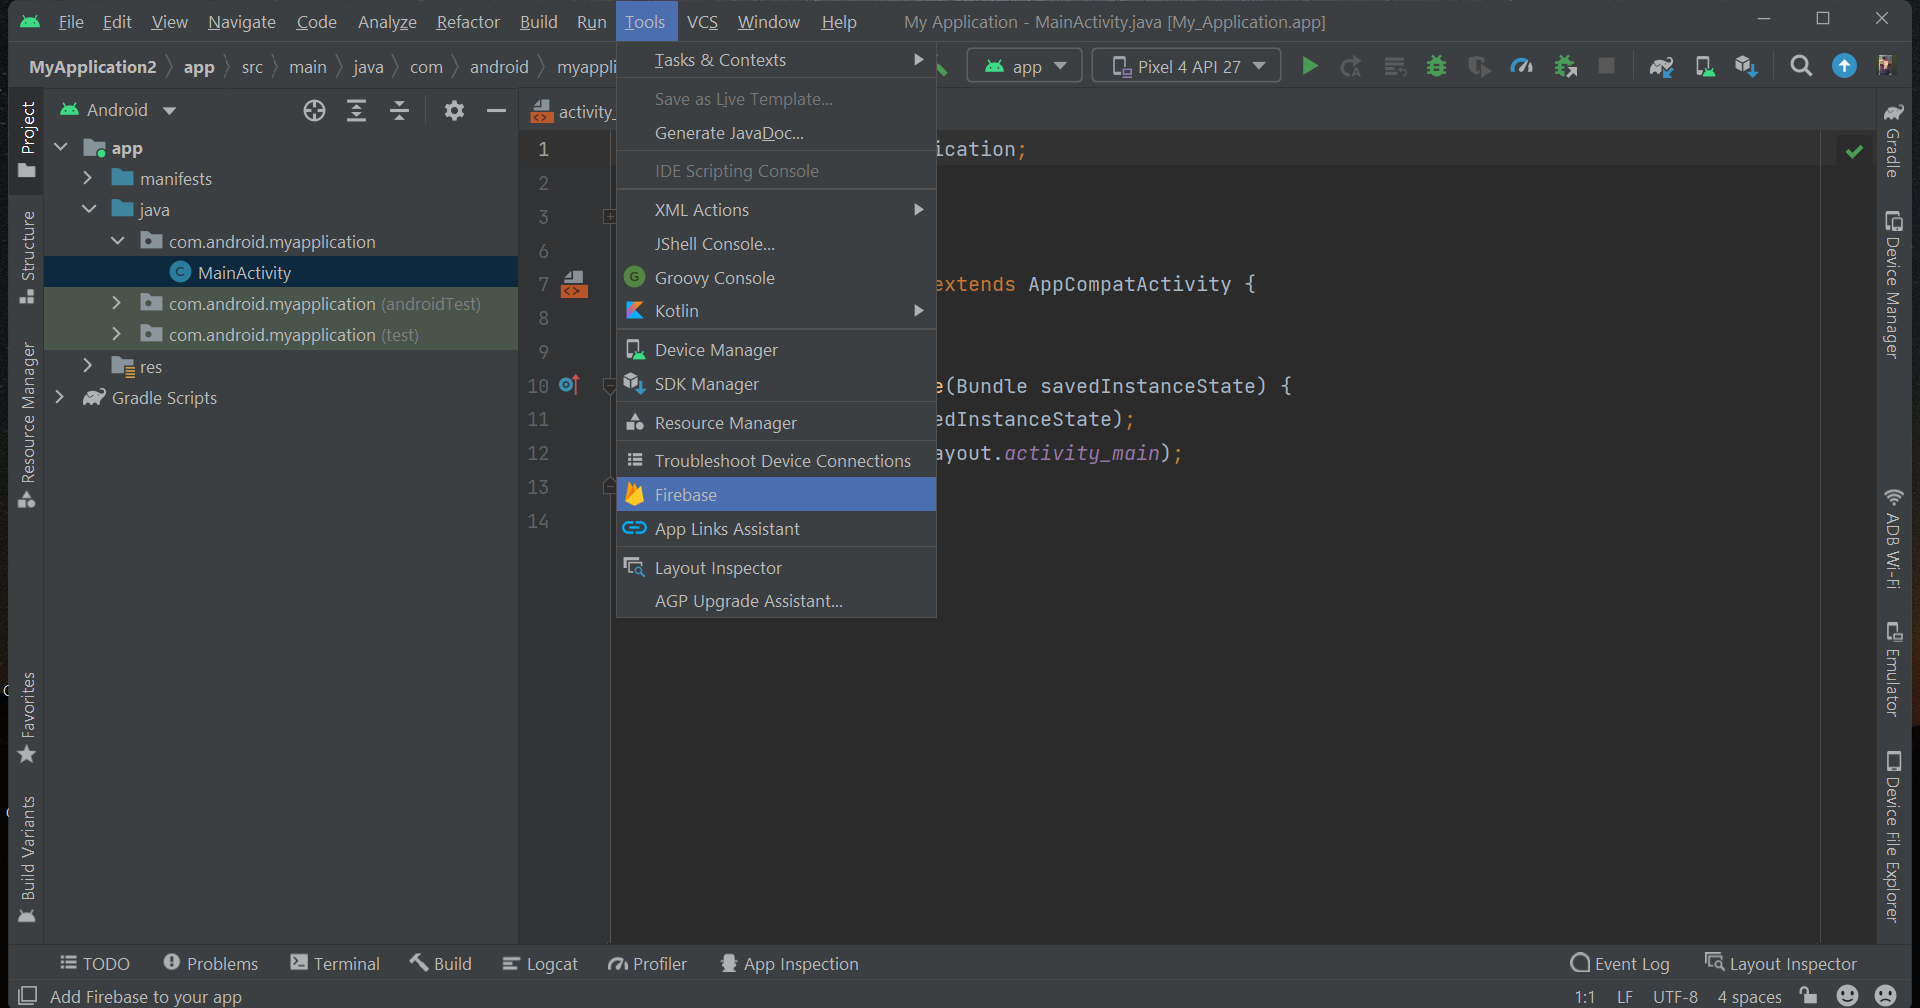 File Edit View Navigate Code Analyze Refactor Build Run Tools VCS Window Help My Application - MainActivity.java [My_Application.app]
MyApplication2 app src main java com android myappli app Pixel 4 API 27
Project
Structure
Resource Manager
Favorites
Build Variants
Android
app
manifests
java
com.android.myapplication
MainActivity
com.android.myapplication (androidTest)
com.android.myapplication (test)
res
Gradle Scripts
activity_
Tasks & Contexts
Save as Live Template...
Generate JavaDoc...
IDE Scripting Console
XML Actions
JShell Console...
Groovy Console
Kotlin
Device Manager
SDK Manager
Resource Manager
Troubleshoot Device Connections
Firebase
App Links Assistant
Layout Inspector
AGP Upgrade Assistant...
1 ication;
2
3
6
7 extends AppCompatActivity {
8
9
10 e(Bundle savedInstanceState) {
11 edInstanceState);
12 ayout.activity_main);
13
14
Gradle
Device Manager
ADB Wi-Fi
Emulator
Device File Explorer
TODO Problems Terminal Build Logcat Profiler App Inspection Event Log Layout Inspector
Add Firebase to your app 1:1 LF UTF-8 4 spaces